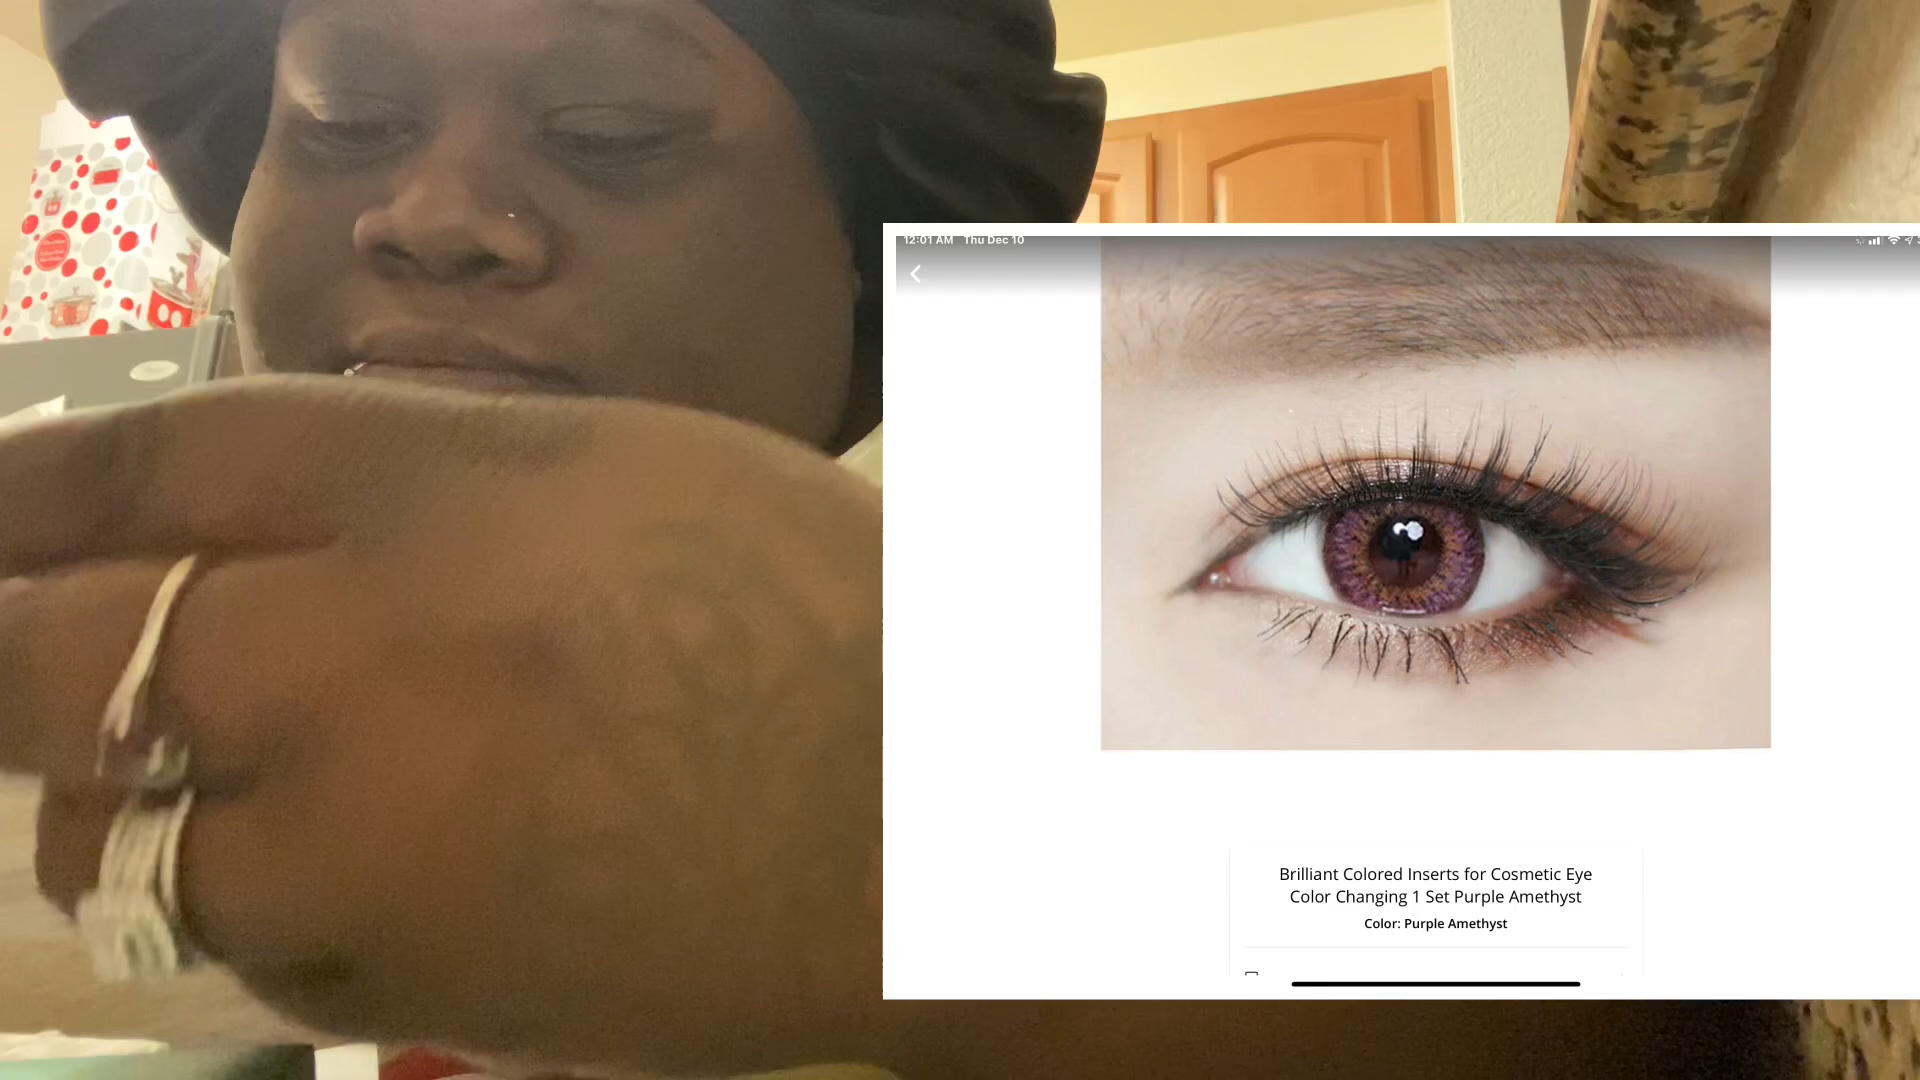 12:01 AM Thu Dec 10
Brilliant Colored Inserts for Cosmetic Eye
Color Changing 1 Set Purple Amethyst
Color: Purple Amethyst